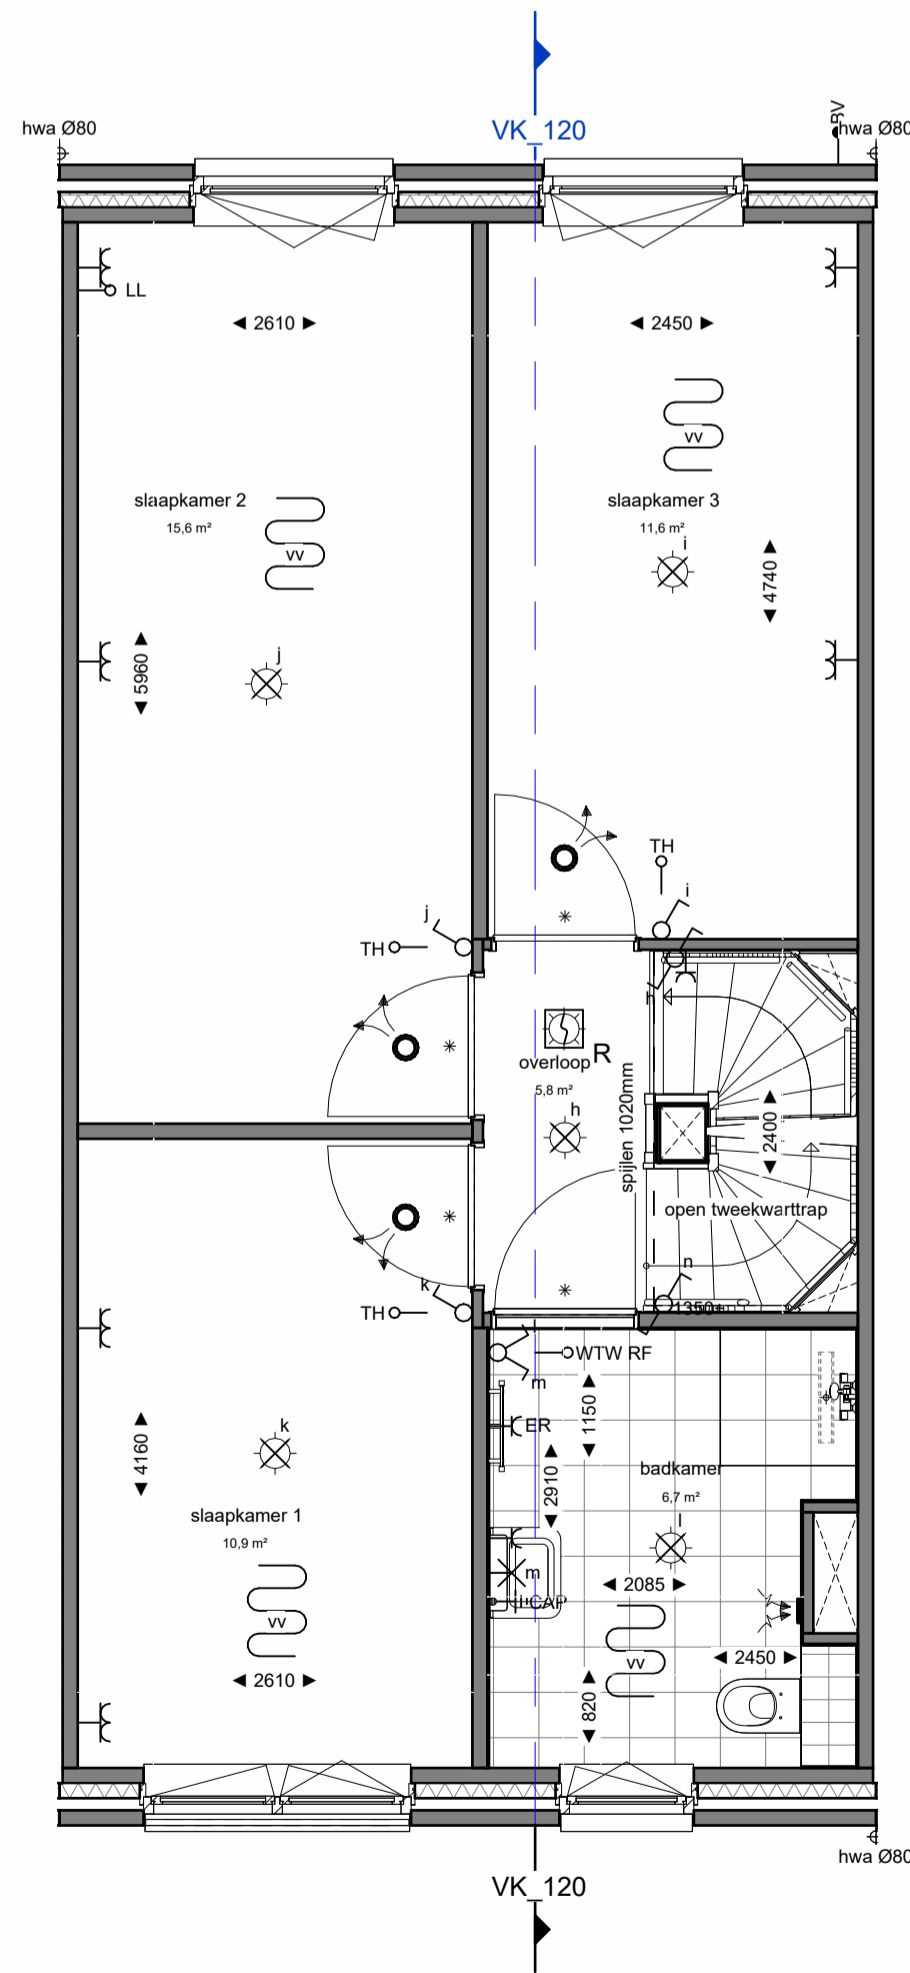 hwa Ø80
VK_120
BV
hwa Ø80
LL
2610
2450
vv
slaapkamer 2
15,6 m²
vv
slaapkamer 3
11,6 m²
i
4740
5960
j
TH
j
i
TH
overloop R
5,8 m²
h
spijlen 1020mm
2400
open tweekwarttrap
n
1350+
k
TH
WTW RF
m
ER
1150
2910
4160
k
badkamer
6,7 m²
l
slaapkamer 1
10,9 m²
m
2085
CAP
vv
vv
2610
2450
820
hwa Ø80
VK_120